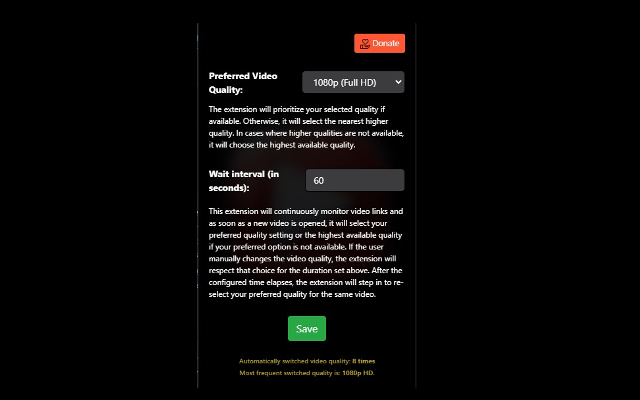 Donate
Preferred Video
Quality:
1080p (Full HD)
The extension will prioritize your selected quality if
available. Otherwise, it will select the nearest higher
quality. In cases where higher qualities are not available,
it will choose the highest available quality.
Wait interval (in
seconds):
60
This extension will continuously monitor video links and
as soon as a new video is opened, it will select your
preferred quality setting or the highest available quality
if your preferred option is not available. If the user
manually changes the video quality, the extension will
respect that choice for the duration set above. After the
configured time elapses, the extension will step in to re-
select your preferred quality for the same video.
Save
Automatically switched video quality: 8 times
Most frequent switched quality is: 1080p HD.